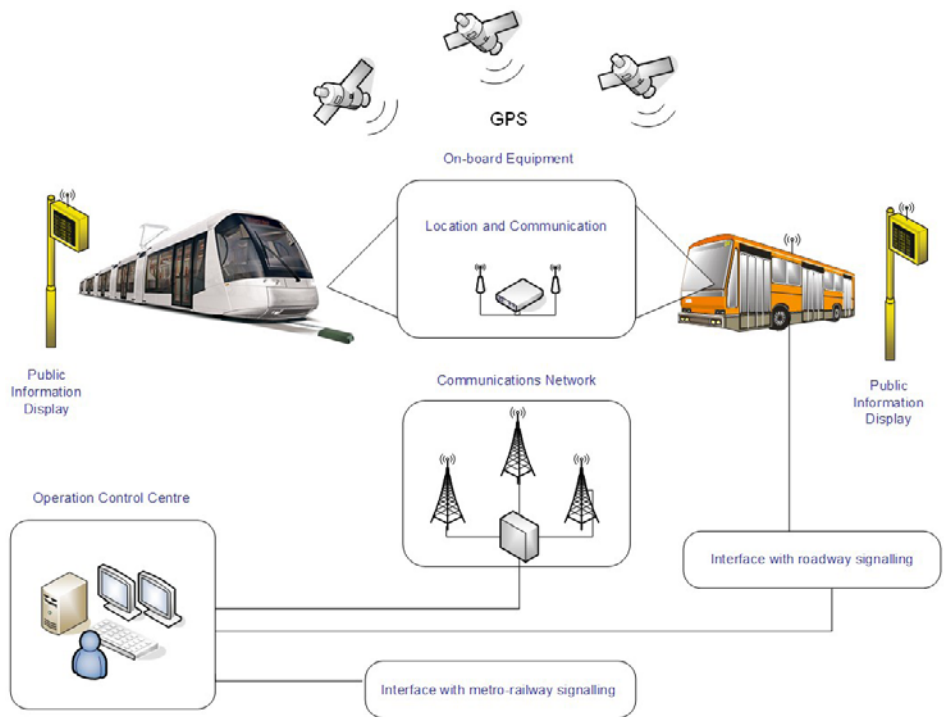 GPS
On-board Equipment
Location and Communication
Public
Information
Display
Communications Network
Public
Information
Display
Operation Control Centre
Interface with roadway signalling
Interface with metro-railway signalling